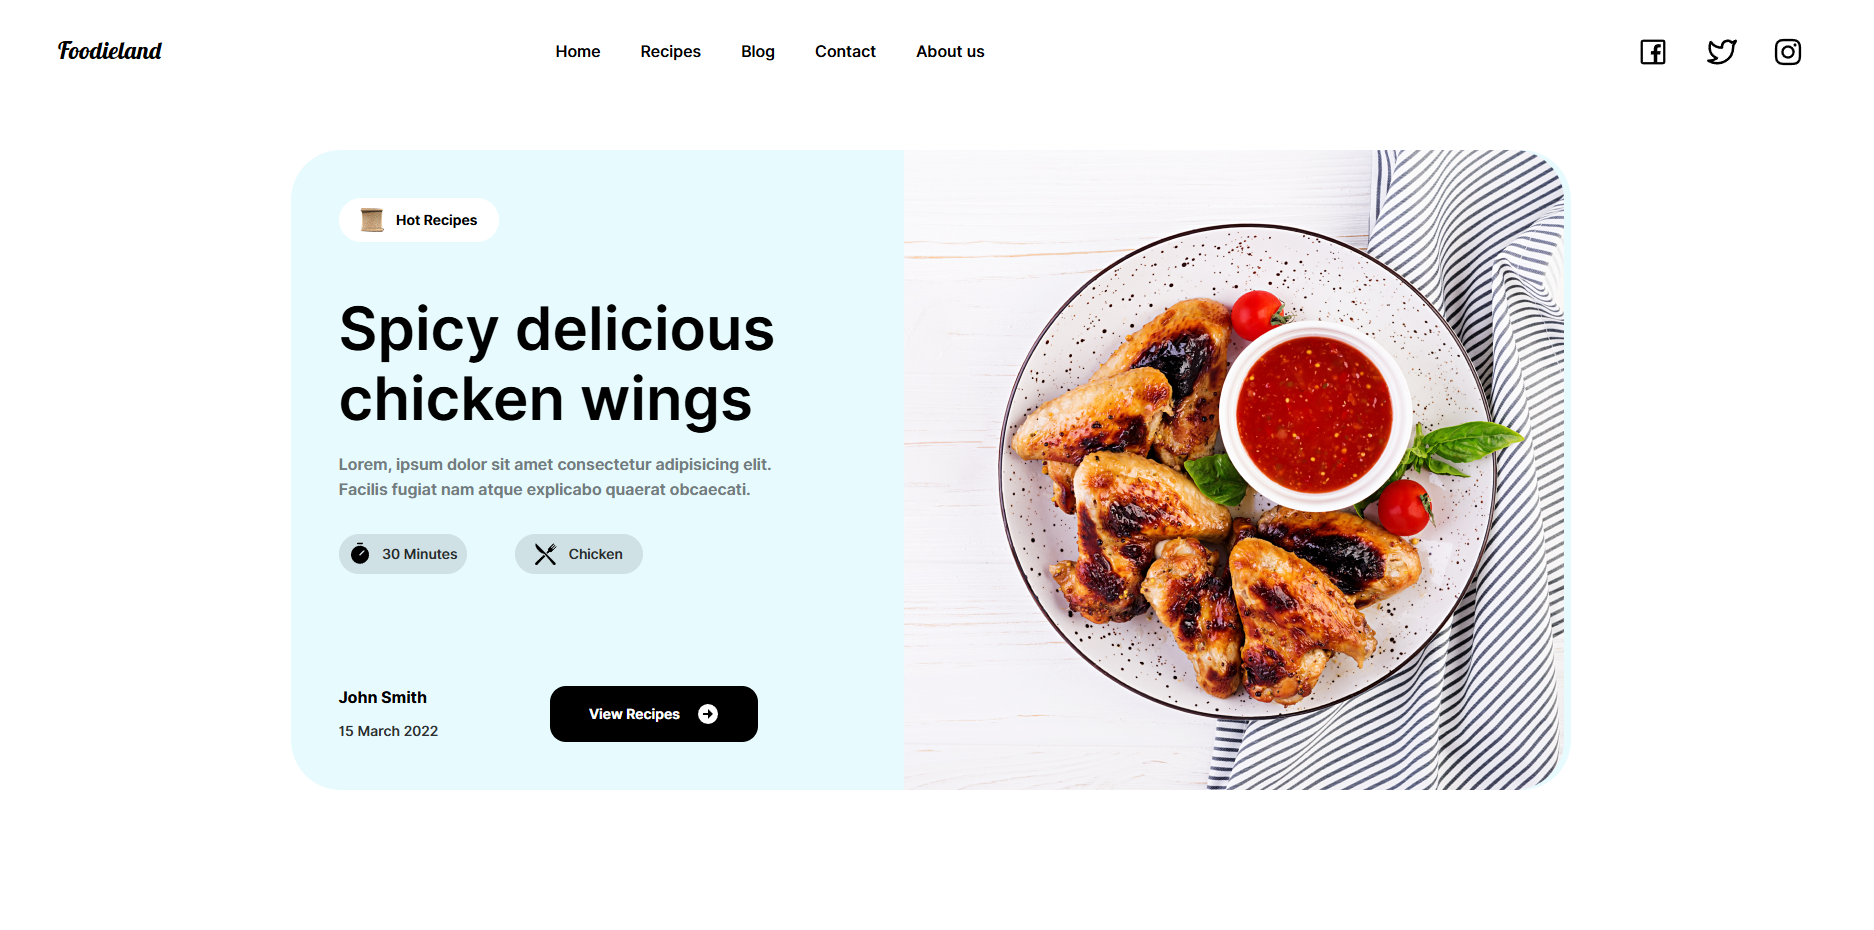 Foodieland
Home Recipes Blog Contact About us
Hot Recipes
Spicy delicious
chicken wings
Lorem, ipsum dolor sit amet consectetur adipisicing elit.
Facilis fugiat nam atque explicabo quaerat obcaecati.
30 Minutes Chicken
John Smith
15 March 2022
View Recipes